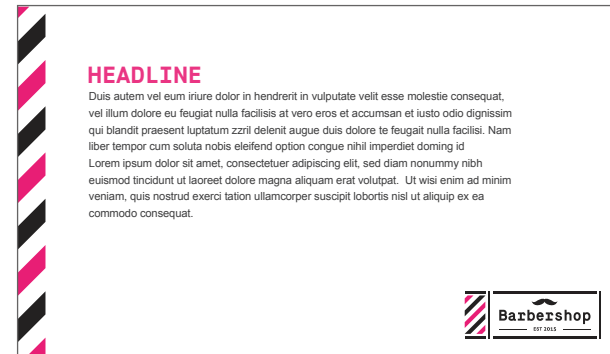 HEADLINE
Duis autem vel eum iriure dolor in hendrerit in vulputate velit esse molestie consequat,
vel illum dolore eu feugiat nulla facilisis at vero eros et accumsan et iusto odio dignissim
qui blandit praesent luptatum zzril delenit augue duis dolore te feugait nulla facilisi. Nam
liber tempor cum soluta nobis eleifend option congue nihil imperdiet doming id
Lorem ipsum dolor sit amet, consectetuer adipiscing elit, sed diam nonummy nibh
euismod tincidunt ut laoreet dolore magna aliquam erat volutpat.  Ut wisi enim ad minim
veniam, quis nostrud exerci tation ullamcorper suscipit lobortis nisl ut aliquip ex ea
commodo consequat.
Barbershop
EST 2015